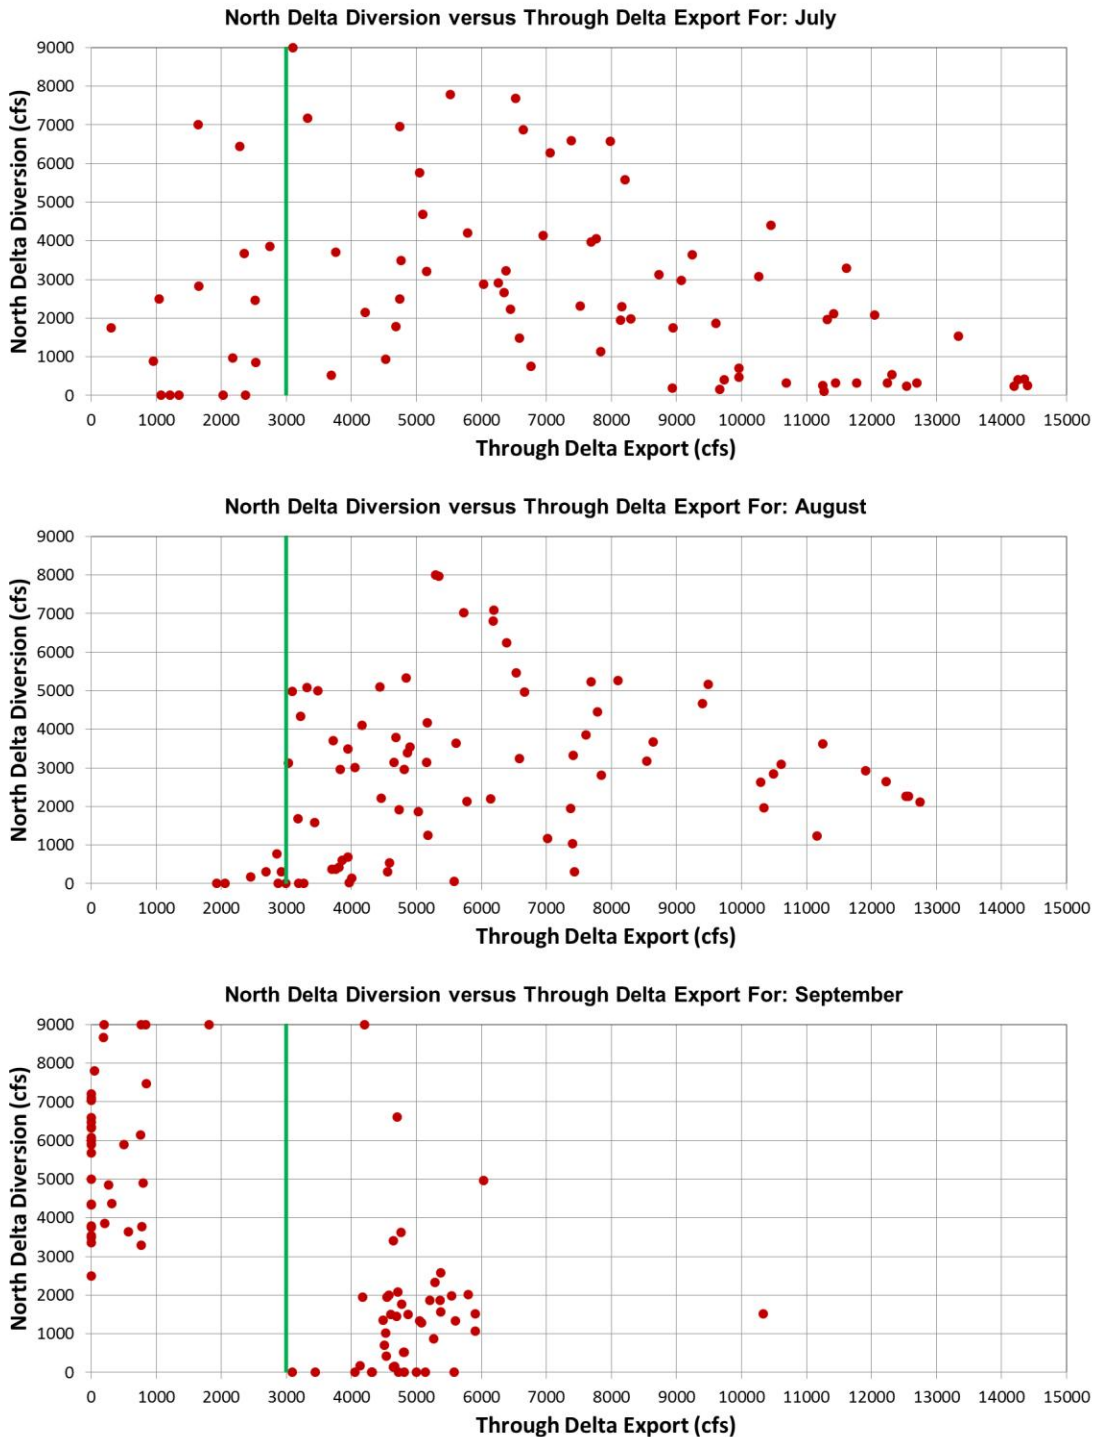 North Delta Diversion versus Through Delta Export For: July
North Delta Diversion (cfs)
9000
8000
7000
6000
5000
4000
3000
2000
1000
0
0 1000 2000 3000 4000 5000 6000 7000 8000 9000 10000 11000 12000 13000 14000 15000
Through Delta Export (cfs)
North Delta Diversion versus Through Delta Export For: August
North Delta Diversion (cfs)
9000
8000
7000
6000
5000
4000
3000
2000
1000
0
0 1000 2000 3000 4000 5000 6000 7000 8000 9000 10000 11000 12000 13000 14000 15000
Through Delta Export (cfs)
North Delta Diversion versus Through Delta Export For: September
North Delta Diversion (cfs)
9000
8000
7000
6000
5000
4000
3000
2000
1000
0
0 1000 2000 3000 4000 5000 6000 7000 8000 9000 10000 11000 12000 13000 14000 15000
Through Delta Export (cfs)